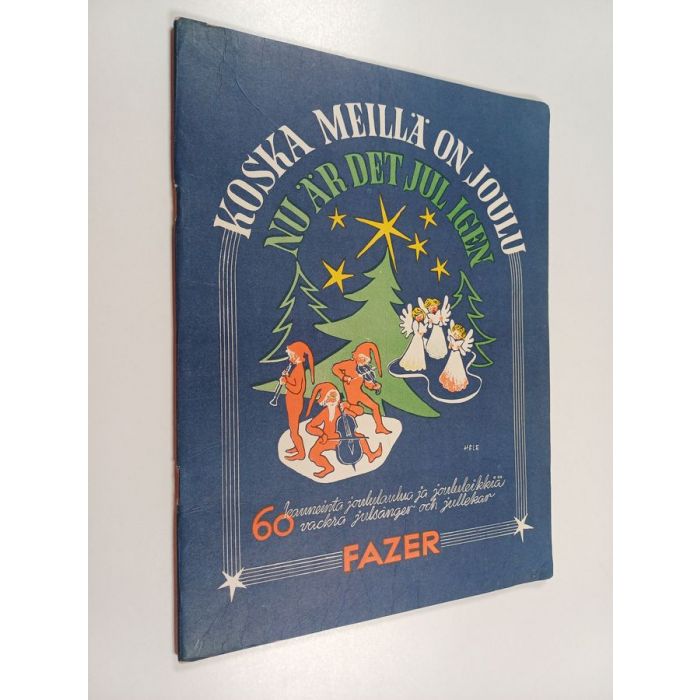 KOSKA MEILLÄ ON JOULU
NU ÄR DET JUL IGEN
HELE
60 kauneinta joululaulua ja joululeikkiä
vackra julsånger och jullekar
FAZER